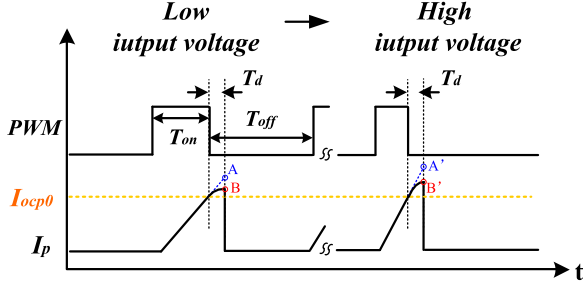 Low
iutput voltage
High
iutput voltage
Td
Td
PWM
Ton
Toff
A
B
A'
B'
Iocp0
Ip
t